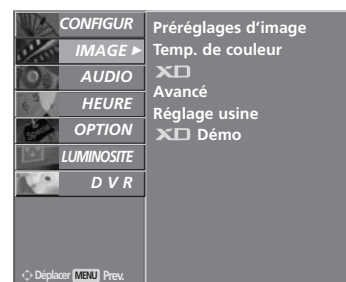 CONFIGUR
IMAGE ►
AUDIO
HEURE
OPTION
LUMINOSITE
D V R
Préréglages d'image
Temp. de couleur
XD
Avancé
Réglage usine
XD Démo
Déplacer MENU Prev.